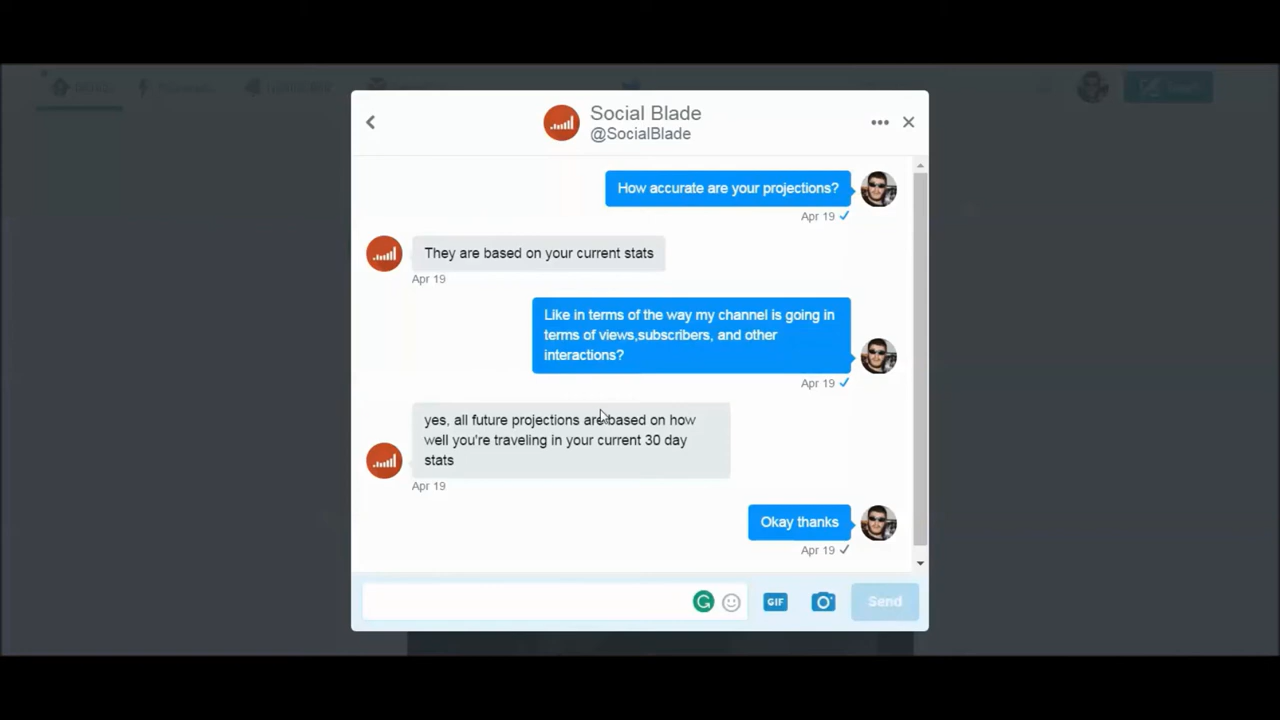 Social Blade
@SocialBlade
How accurate are your projections?
Apr 19
They are based on your current stats
Apr 19
Like in terms of the way my channel is going in
terms of views,subscribers, and other
interactions?
Apr 19
yes, all future projections are based on how
well you're traveling in your current 30 day
stats
Apr 19
Okay thanks
Apr 19
GIF
Send